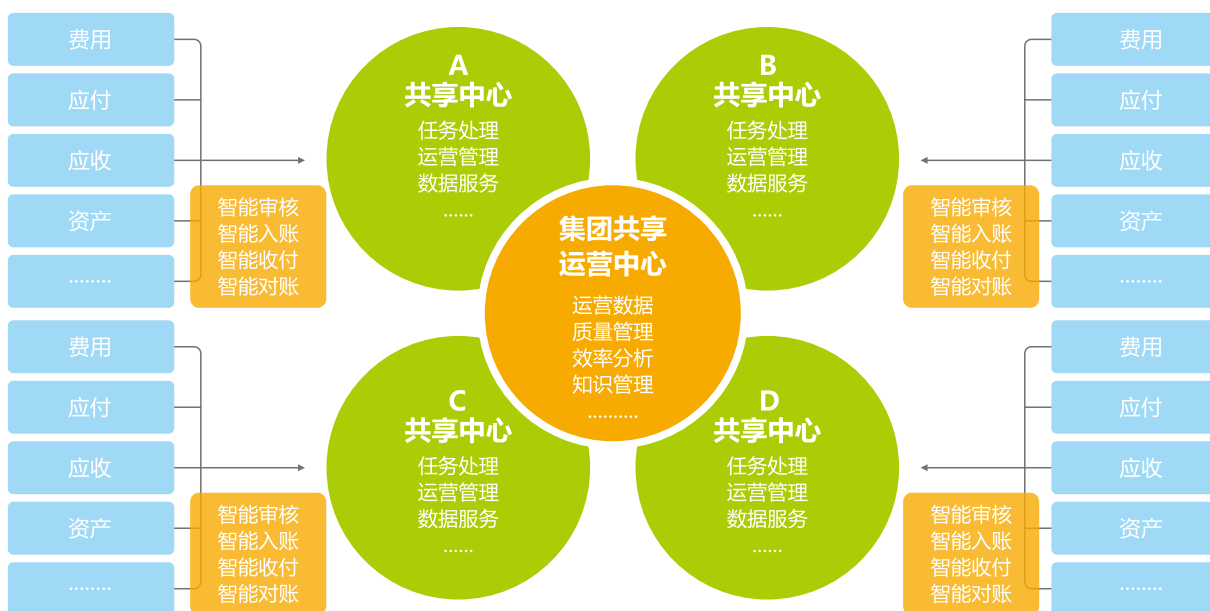 费用
应付
应收
资产
........
智能审核
智能入账
智能收付
智能对账
A
共享中心
任务处理
运营管理
数据服务
......
B
共享中心
任务处理
运营管理
数据服务
......
费用
应付
应收
资产
........
智能审核
智能入账
智能收付
智能对账
集团共享
运营中心
运营数据
质量管理
效率分析
知识管理
..........
费用
应付
应收
资产
........
智能审核
智能入账
智能收付
智能对账
C
共享中心
任务处理
运营管理
数据服务
......
D
共享中心
任务处理
运营管理
数据服务
......
费用
应付
应收
资产
........
智能审核
智能入账
智能收付
智能对账